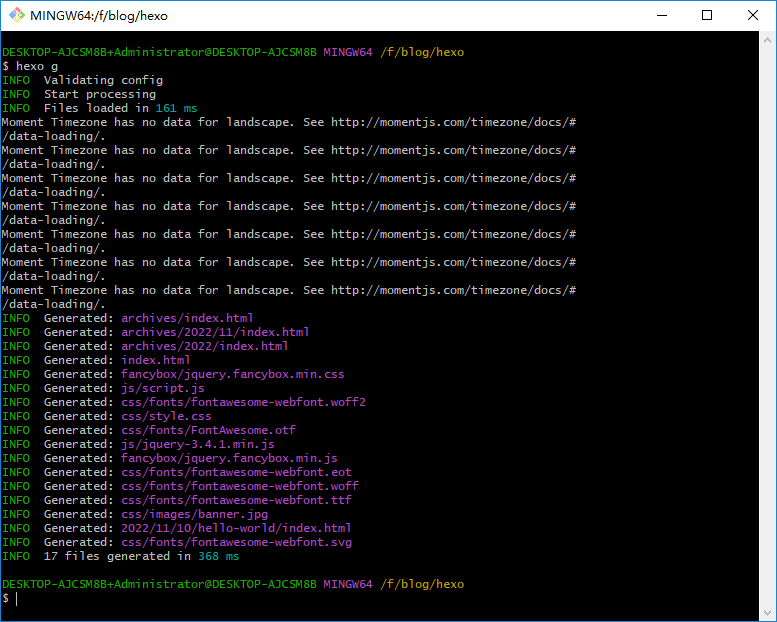 MINGW64:/f/blog/hexo
DESKTOP-AJCSM8B+Administrator@DESKTOP-AJCSM8B MINGW64 /f/blog/hexo
$ hexo g
INFO  Validating config
INFO  Start processing
INFO  Files loaded in 161 ms
Moment Timezone has no data for landscape. See http://momentjs.com/timezone/docs/#
/data-loading/.
Moment Timezone has no data for landscape. See http://momentjs.com/timezone/docs/#
/data-loading/.
Moment Timezone has no data for landscape. See http://momentjs.com/timezone/docs/#
/data-loading/.
Moment Timezone has no data for landscape. See http://momentjs.com/timezone/docs/#
/data-loading/.
Moment Timezone has no data for landscape. See http://momentjs.com/timezone/docs/#
/data-loading/.
Moment Timezone has no data for landscape. See http://momentjs.com/timezone/docs/#
/data-loading/.
Moment Timezone has no data for landscape. See http://momentjs.com/timezone/docs/#
/data-loading/.
INFO  Generated: archives/index.html
INFO  Generated: archives/2022/11/index.html
INFO  Generated: archives/2022/index.html
INFO  Generated: index.html
INFO  Generated: fancybox/jquery.fancybox.min.css
INFO  Generated: js/script.js
INFO  Generated: css/fonts/fontawesome-webfont.woff2
INFO  Generated: css/style.css
INFO  Generated: css/fonts/FontAwesome.otf
INFO  Generated: js/jquery-3.4.1.min.js
INFO  Generated: fancybox/jquery.fancybox.min.js
INFO  Generated: css/fonts/fontawesome-webfont.eot
INFO  Generated: css/fonts/fontawesome-webfont.woff
INFO  Generated: css/fonts/fontawesome-webfont.ttf
INFO  Generated: css/images/banner.jpg
INFO  Generated: 2022/11/10/hello-world/index.html
INFO  Generated: css/fonts/fontawesome-webfont.svg
INFO  17 files generated in 368 ms
DESKTOP-AJCSM8B+Administrator@DESKTOP-AJCSM8B MINGW64 /f/blog/hexo
$